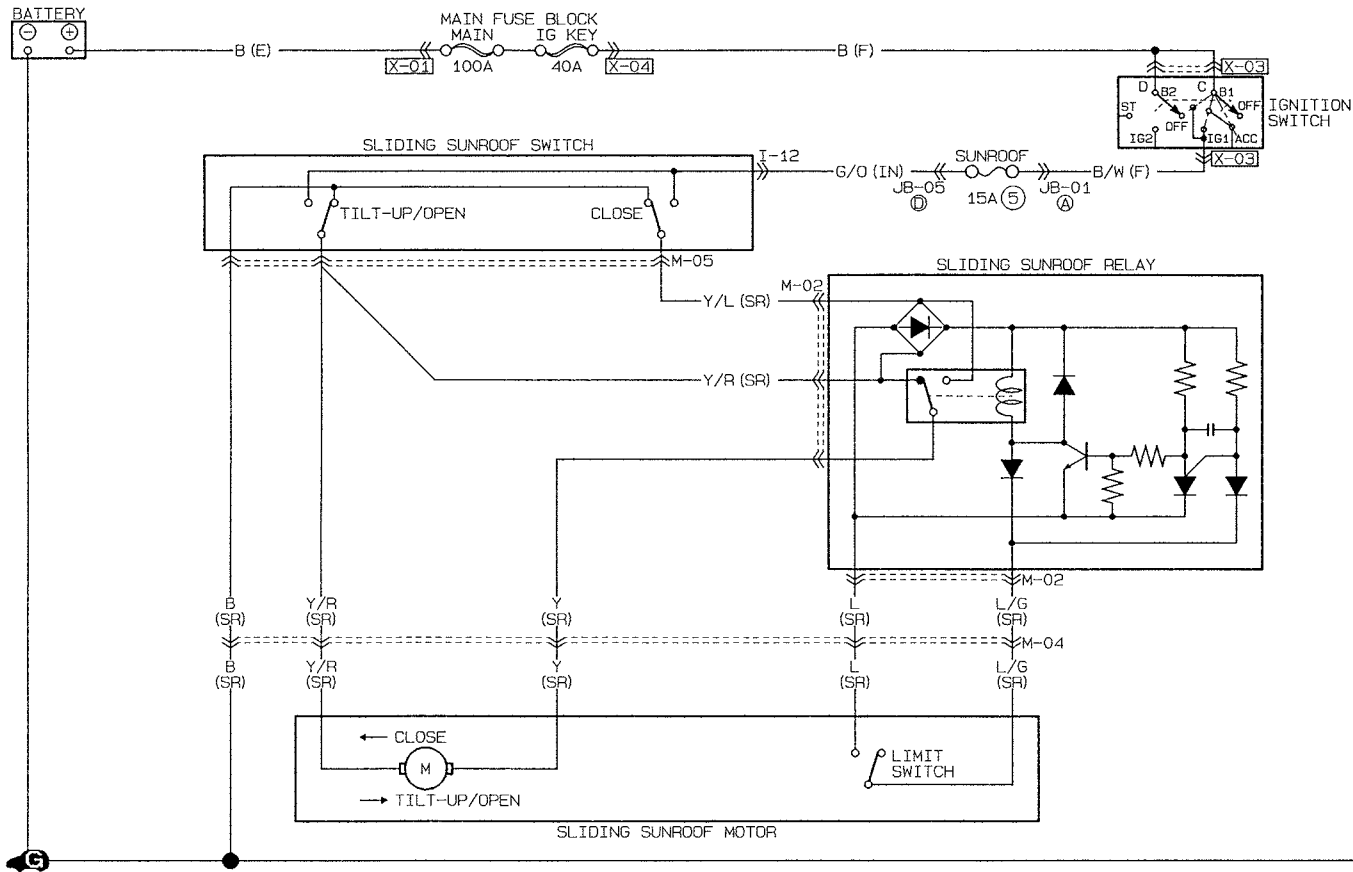 BATTERY
MAIN FUSE BLOCK
MAIN IG KEY
B (E)
X-01
100A
40A
X-04
B (F)
X-03
D B2 C B1
ST
OFF
OFF
IG2
IG1 ACC
IGNITION
SWITCH
X-03
SLIDING SUNROOF SWITCH
I-12
G/O (IN)
SUNROOF
JB-05
D
15A 5
JB-01
A
B/W (F)
TILT-UP/OPEN
CLOSE
M-05
SLIDING SUNROOF RELAY
Y/L (SR)
M-02
Y/R (SR)
M-02
B
(SR)
Y/R
(SR)
Y
(SR)
L
(SR)
L/G
(SR)
M-04
B
(SR)
Y/R
(SR)
Y
(SR)
L
(SR)
L/G
(SR)
CLOSE
M
TILT-UP/OPEN
LIMIT
SWITCH
SLIDING SUNROOF MOTOR
G